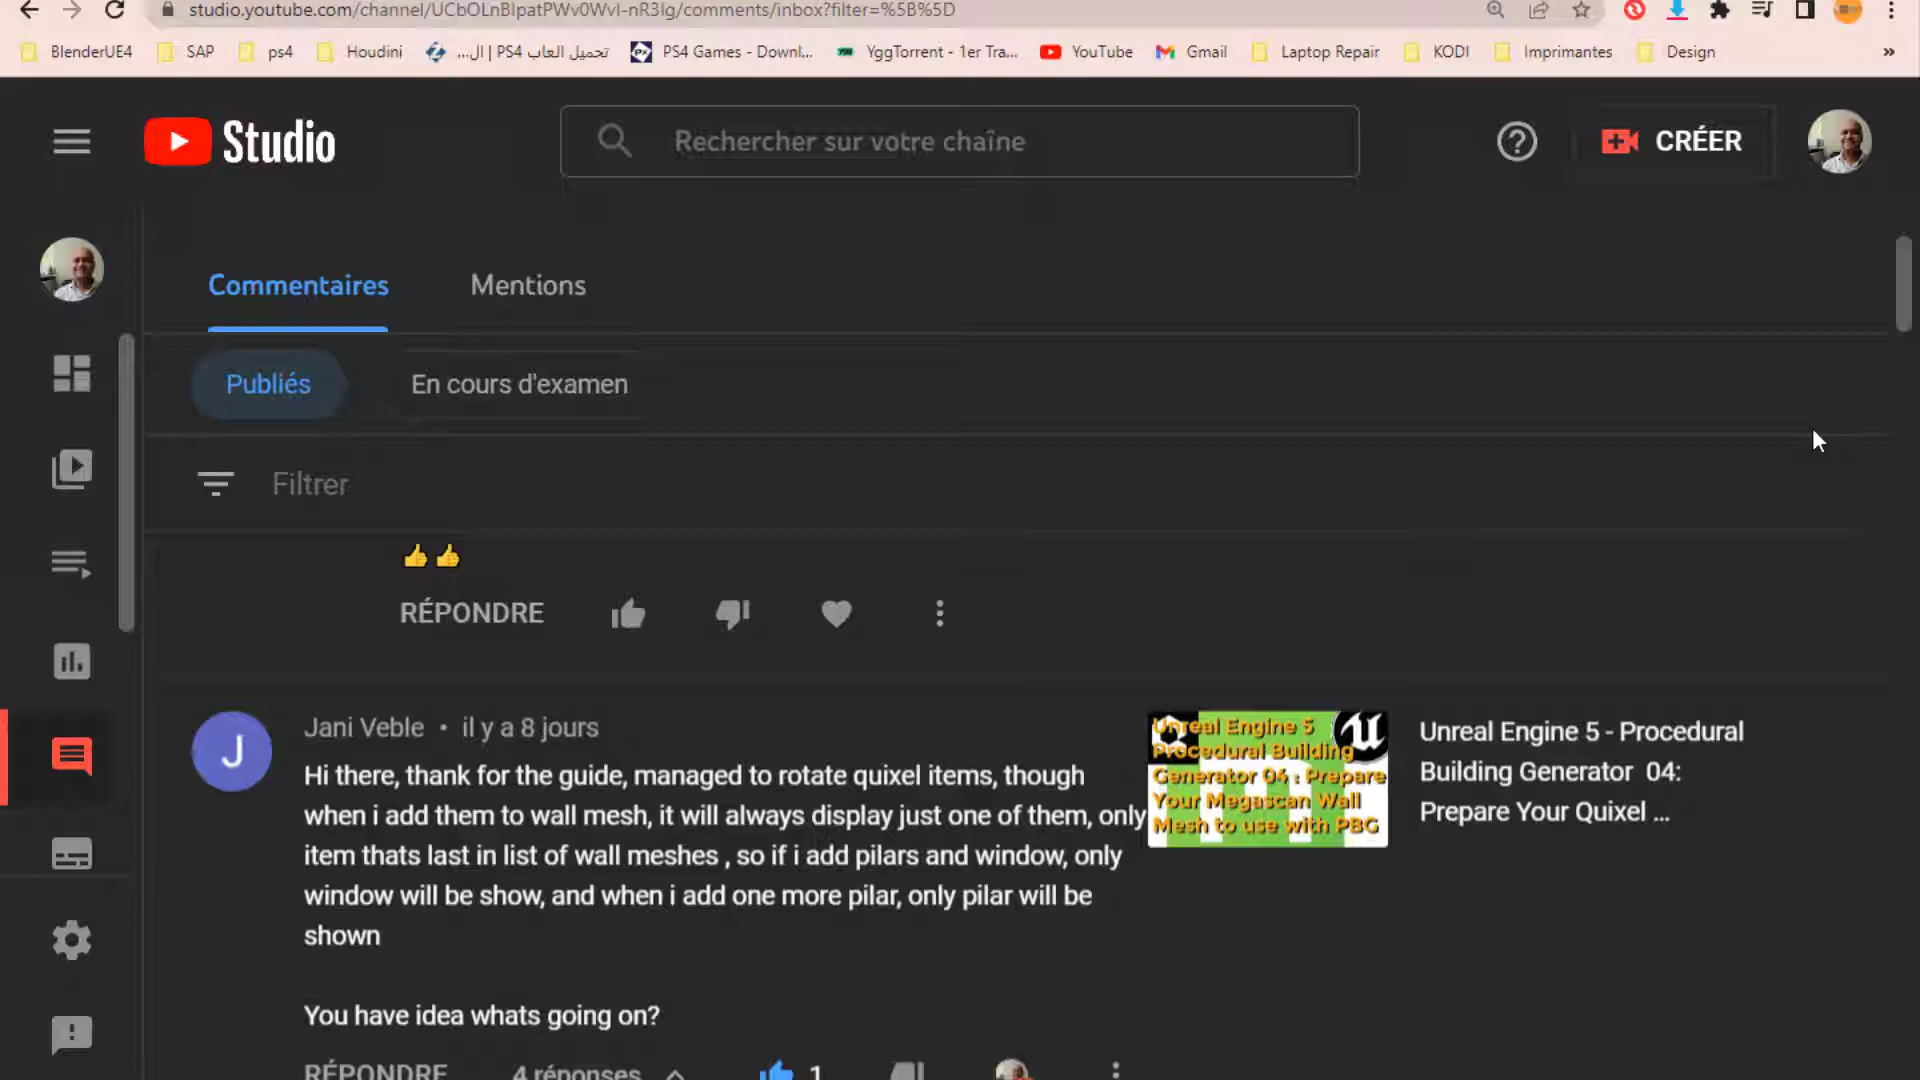 studio.youtube.com/channel/UCbOLnBlpatPWv0WvI-nR3Ig/comments/inbox?filter=%5B%5D
BlenderUE4 SAP ps4 Houdini تحميل العاب PS4 | ال... PS4 Games - Downl... YggTorrent - 1er Tra... YouTube Gmail Laptop Repair KODI Imprimantes Design »
Studio
Rechercher sur votre chaîne
CRÉER
Commentaires Mentions
Publiés En cours d'examen
Filtrer
👍👍
RÉPONDRE
J
Jani Veble • il y a 8 jours
Hi there, thank for the guide, managed to rotate quixel items, though
when i add them to wall mesh, it will always display just one of them, only
item thats last in list of wall meshes , so if i add pilars and window, only
window will be show, and when i add one more pilar, only pilar will be
shown
You have idea whats going on?
RÉPONDRE 4 réponses 1
Unreal Engine 5
Procedural Building
Generator 04 : Prepare
Your Megascan Wall
Mesh to use with PBG
Unreal Engine 5 - Procedural
Building Generator 04:
Prepare Your Quixel ...